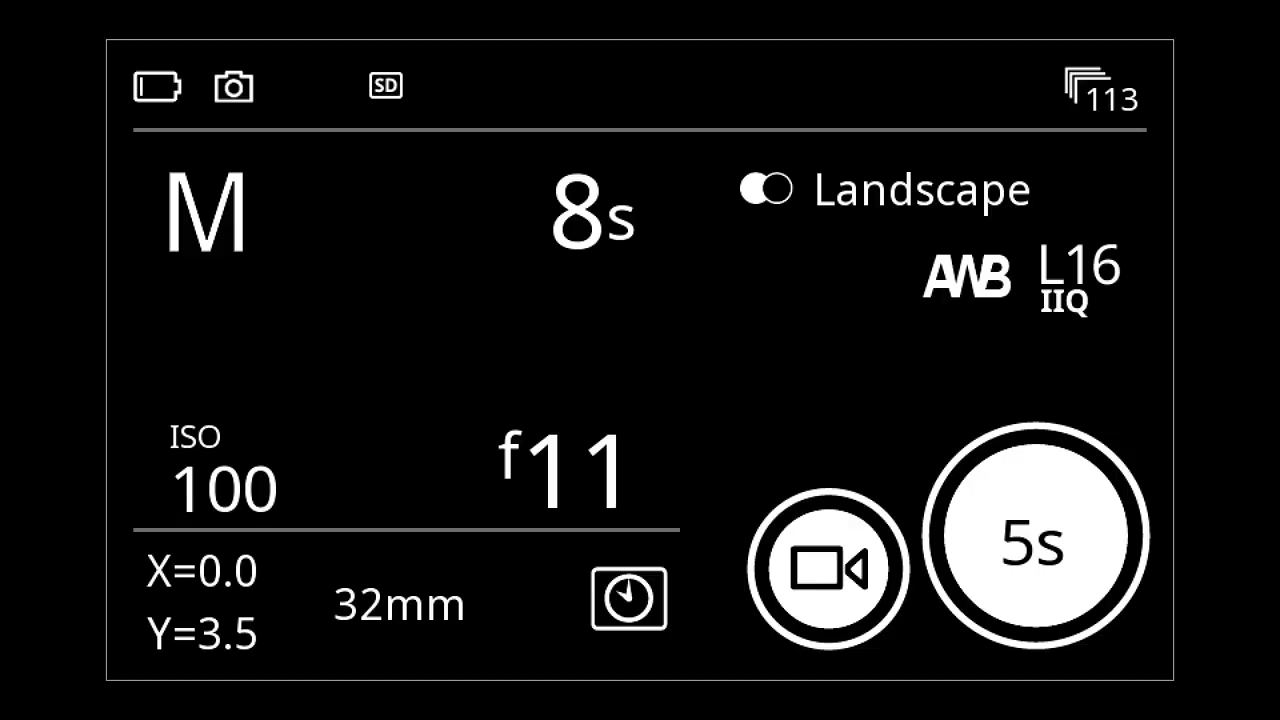 SD
113
M
8s
Landscape
AWB
L16
IIQ
ISO
100
f11
5s
X=0.0
32mm
Y=3.5